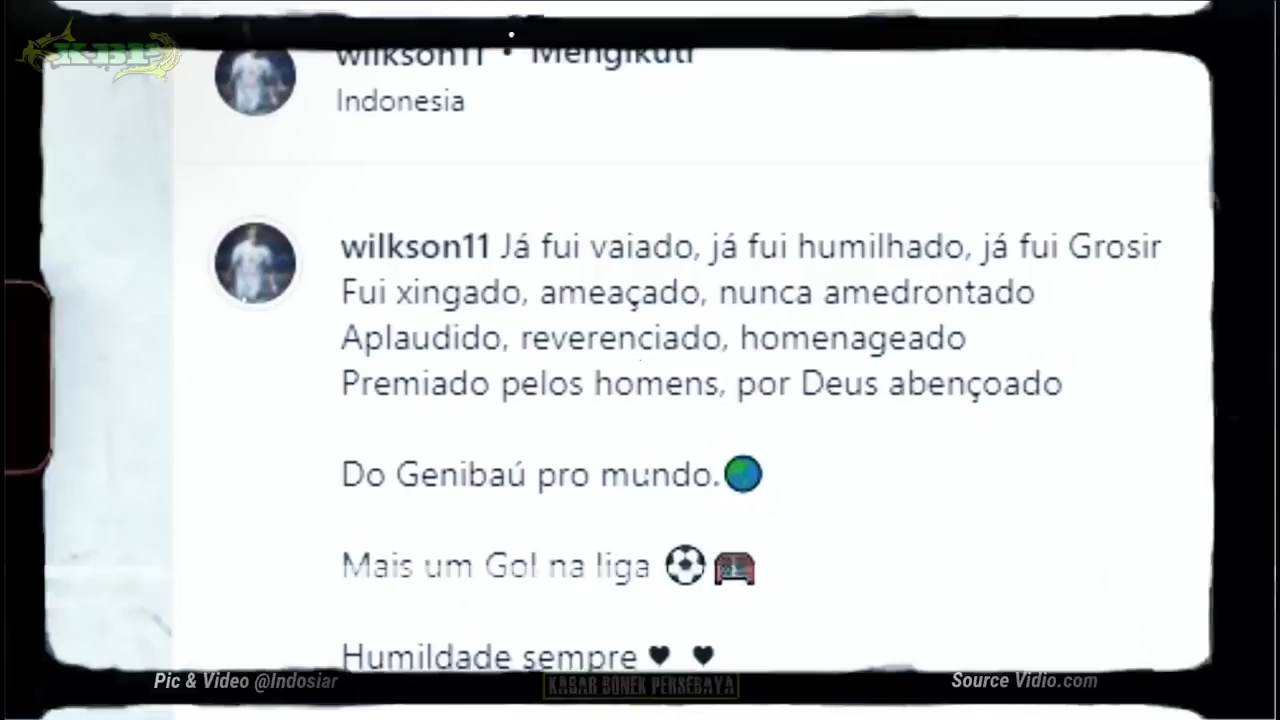 KBP
wilkson11 • Mengikuti
Indonesia
wilkson11 Já fui vaiado, já fui humilhado, já fui Grosir
Fui xingado, ameaçado, nunca amedrontado
Aplaudido, reverenciado, homenageado
Premiado pelos homens, por Deus abençoado
Do Genibaú pro mundo.🌍
Mais um Gol na liga ⚽🥅
Humildade sempre ♥ ♥
Pic & Video @Indosiar
KABAR BONEK PERSEBAYA
Source Vidio.com